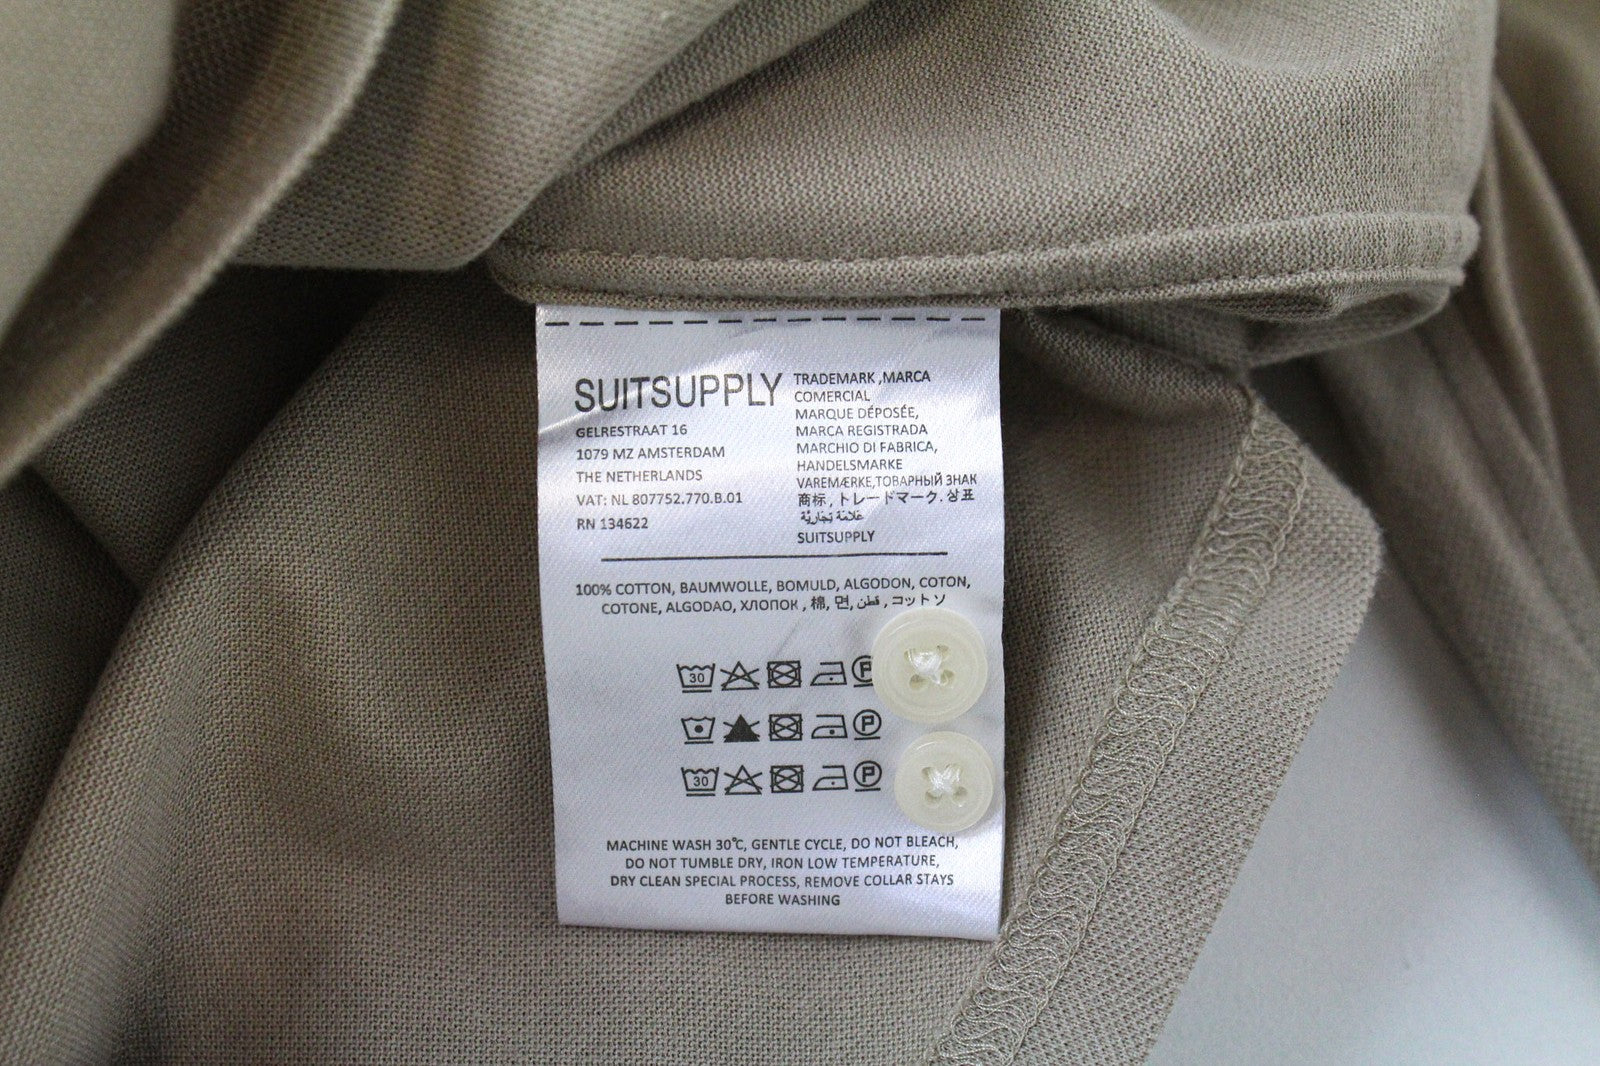 SUITSUPPLY
GELRESTRAAT 16
1079 MZ AMSTERDAM
THE NETHERLANDS
VAT: NL 807752.770.B.01
RN 134622
TRADEMARK ,MARCA
COMERCIAL
MARQUE DÉPOSÉE,
MARCA REGISTRADA
MARCHIO DI FABRICA,
HANDELSMARKE
VAREMÆRKE,ТОВАРНЫЙ ЗНАК
商标 , トレードマーク. 상표
عَلامَة تِجَارِيَّة
SUITSUPPLY
100% COTTON, BAUMWOLLE, BOMULD, ALGODON, COTON,
COTONE, ALGODAO, ХЛОПОК , 棉, 면, قطن , コットソ
30 P
P
30 P
MACHINE WASH 30℃, GENTLE CYCLE, DO NOT BLEACH,
DO NOT TUMBLE DRY, IRON LOW TEMPERATURE,
DRY CLEAN SPECIAL PROCESS, REMOVE COLLAR STAYS
BEFORE WASHING